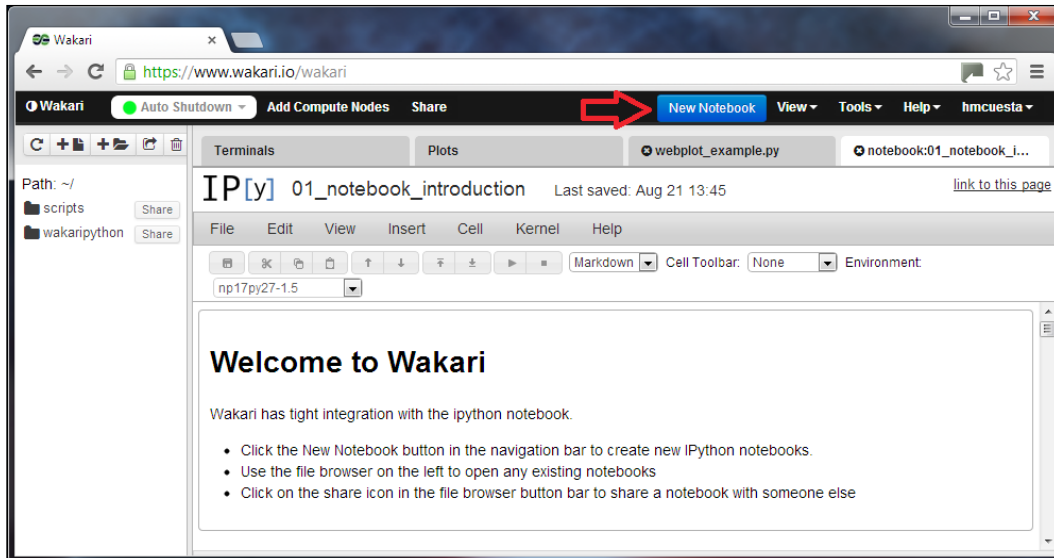 Wakari
https://www.wakari.io/wakari
Wakari Auto Shutdown Add Compute Nodes Share New Notebook View Tools Help hmcuesta
Terminals Plots webplot_example.py notebook:01_notebook_i...
Path: ~/
scripts Share
wakaripython Share
IP[y] 01_notebook_introduction Last saved: Aug 21 13:45 link to this page
File Edit View Insert Cell Kernel Help
Markdown Cell Toolbar: None Environment:
np17py27-1.5
Welcome to Wakari
Wakari has tight integration with the ipython notebook.
• Click the New Notebook button in the navigation bar to create new IPython notebooks.
• Use the file browser on the left to open any existing notebooks
• Click on the share icon in the file browser button bar to share a notebook with someone else